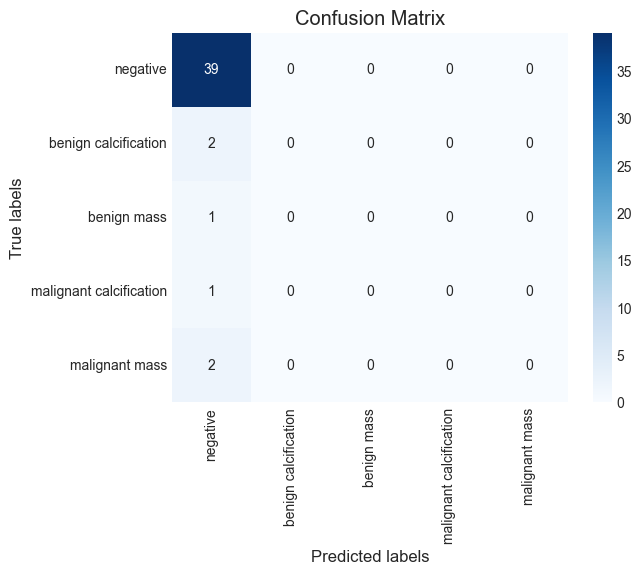 Confusion Matrix
True labels
negative 39 0 0 0 0
benign calcification 2 0 0 0 0
benign mass 1 0 0 0 0
malignant calcification 1 0 0 0 0
malignant mass 2 0 0 0 0
negative
benign calcification
benign mass
malignant calcification
malignant mass
Predicted labels
35
30
25
20
15
10
5
0